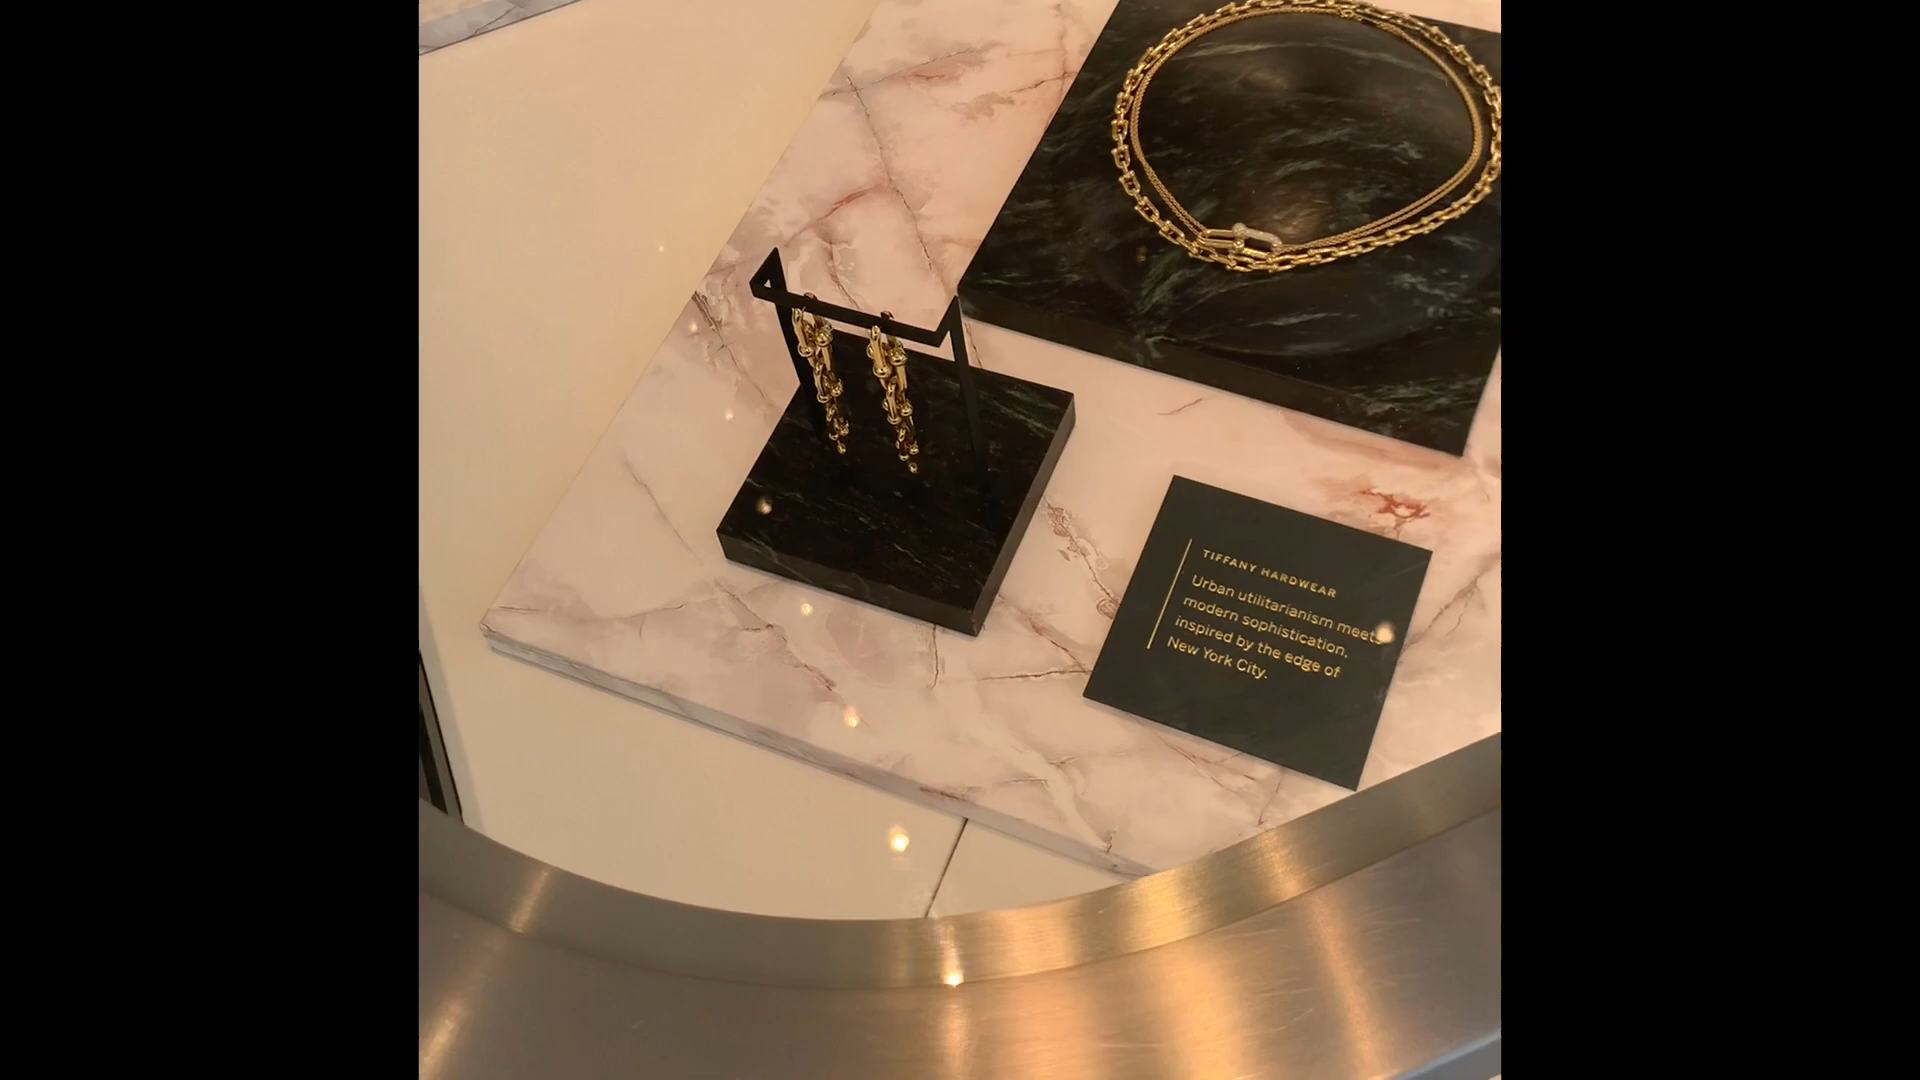 TIFFANY HARDWEAR
Urban utilitarianism meets
modern sophistication,
inspired by the edge of
New York City.